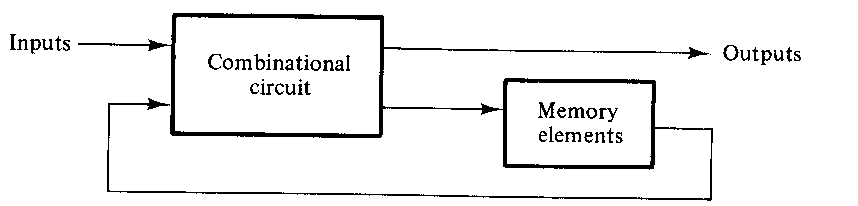 Inputs
Combinational
circuit
Outputs
Memory
elements